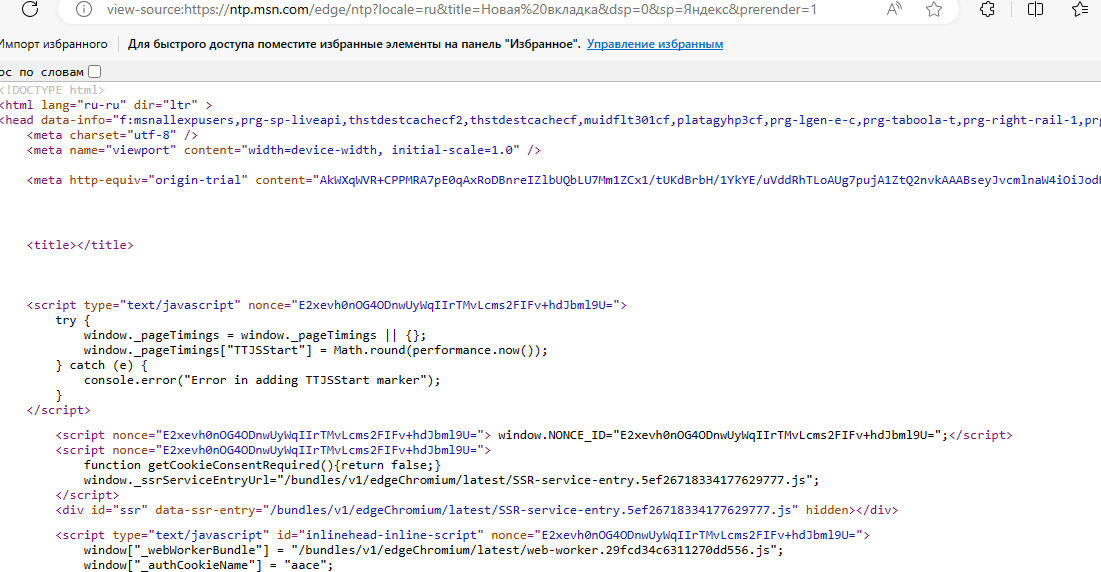 view-source:https://ntp.msn.com/edge/ntp?locale=ru&title=Новая%20вкладка&dsp=0&sp=Яндекс&prerender=1
Импорт избранного Для быстрого доступа поместите избранные элементы на панель "Избранное". Управление избранным
ос по словам
<!DOCTYPE html>
<html lang="ru-ru" dir="ltr" >
<head data-info="f:msnallexpusers,prg-sp-liveapi,thstdestcachecf2,thstdestcachecf,muidflt301cf,platagyhp3cf,prg-lgen-e-c,prg-taboola-t,prg-right-rail-1,prg
<meta charset="utf-8" />
<meta name="viewport" content="width=device-width, initial-scale=1.0" />
<meta http-equiv="origin-trial" content="AkWXqWVR+CPPMRA7pE0qAxRoDBnreIZlbUQbLU7Mm1ZCx1/tUKdBrbH/1YkYE/uVddRhTLoAUg7pujA1ZtQ2nvkAAABseyJvcmlnaW4iOiJodH
<title></title>
<script type="text/javascript" nonce="E2xevh0nOG4ODnwUyWqIIrTMvLcms2FIFv+hdJbml9U=">
try {
window._pageTimings = window._pageTimings || {};
window._pageTimings["TTJSStart"] = Math.round(performance.now());
} catch (e) {
console.error("Error in adding TTJSStart marker");
}
</script>
<script nonce="E2xevh0nOG4ODnwUyWqIIrTMvLcms2FIFv+hdJbml9U="> window.NONCE_ID="E2xevh0nOG4ODnwUyWqIIrTMvLcms2FIFv+hdJbml9U=";</script>
<script nonce="E2xevh0nOG4ODnwUyWqIIrTMvLcms2FIFv+hdJbml9U=">
function getCookieConsentRequired(){return false;}
window._ssrServiceEntryUrl="/bundles/v1/edgeChromium/latest/SSR-service-entry.5ef26718334177629777.js";
</script>
<div id="ssr" data-ssr-entry="/bundles/v1/edgeChromium/latest/SSR-service-entry.5ef26718334177629777.js" hidden></div>
<script type="text/javascript" id="inlinehead-inline-script" nonce="E2xevh0nOG4ODnwUyWqIIrTMvLcms2FIFv+hdJbml9U=">
window["_webWorkerBundle"] = "/bundles/v1/edgeChromium/latest/web-worker.29fcd34c6311270dd556.js";
window["_authCookieName"] = "aace";